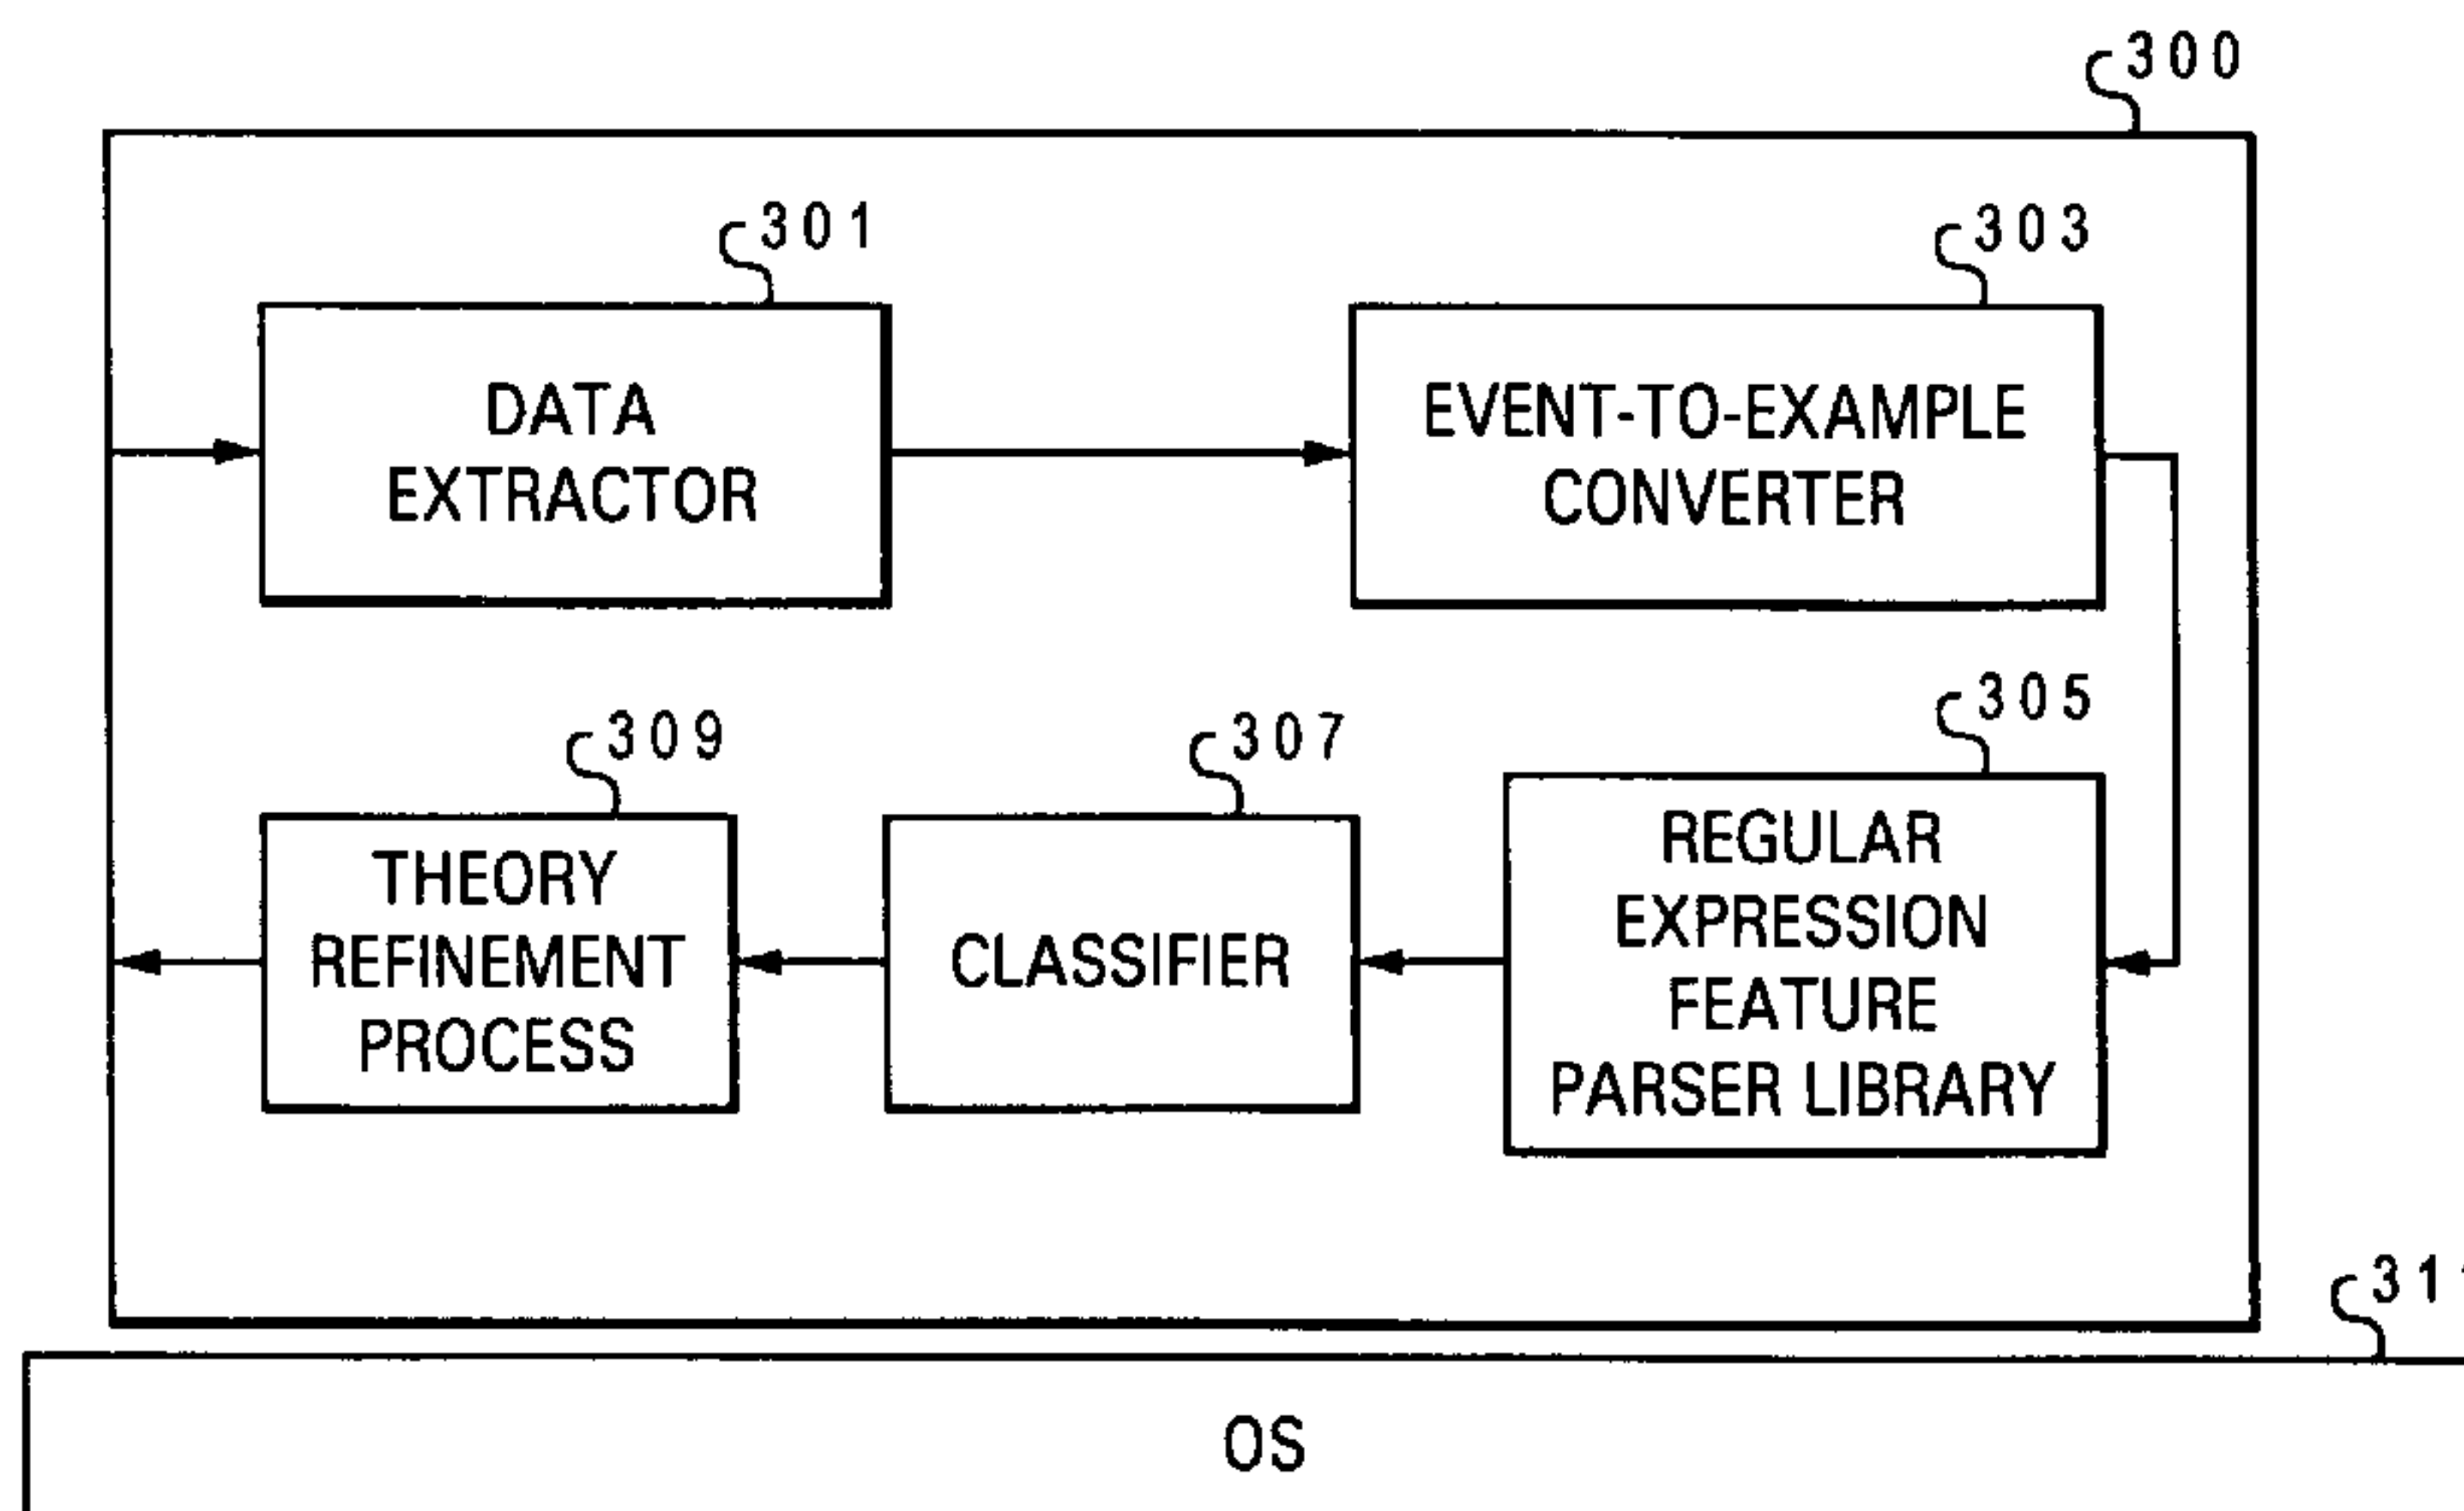 300
301
303
DATA
EXTRACTOR
EVENT-TO-EXAMPLE
CONVERTER
309
307
305
THEORY
REFINEMENT
PROCESS
CLASSIFIER
REGULAR
EXPRESSION
FEATURE
PARSER LIBRARY
OS